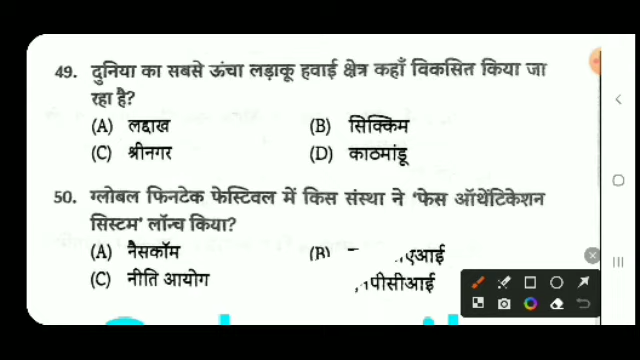 49. दुनिया का सबसे ऊंचा लड़ाकू हवाई क्षेत्र कहाँ विकसित किया जा
रहा है?
(A) लद्दाख (B) सिक्किम
(C) श्रीनगर (D) काठमांडू
50. ग्लोबल फिनटेक फेस्टिवल में किस संस्था ने 'फेस ऑथेंटिकेशन
सिस्टम' लॉन्च किया?
(A) नैसकॉम (B)
(C) नीति आयोग